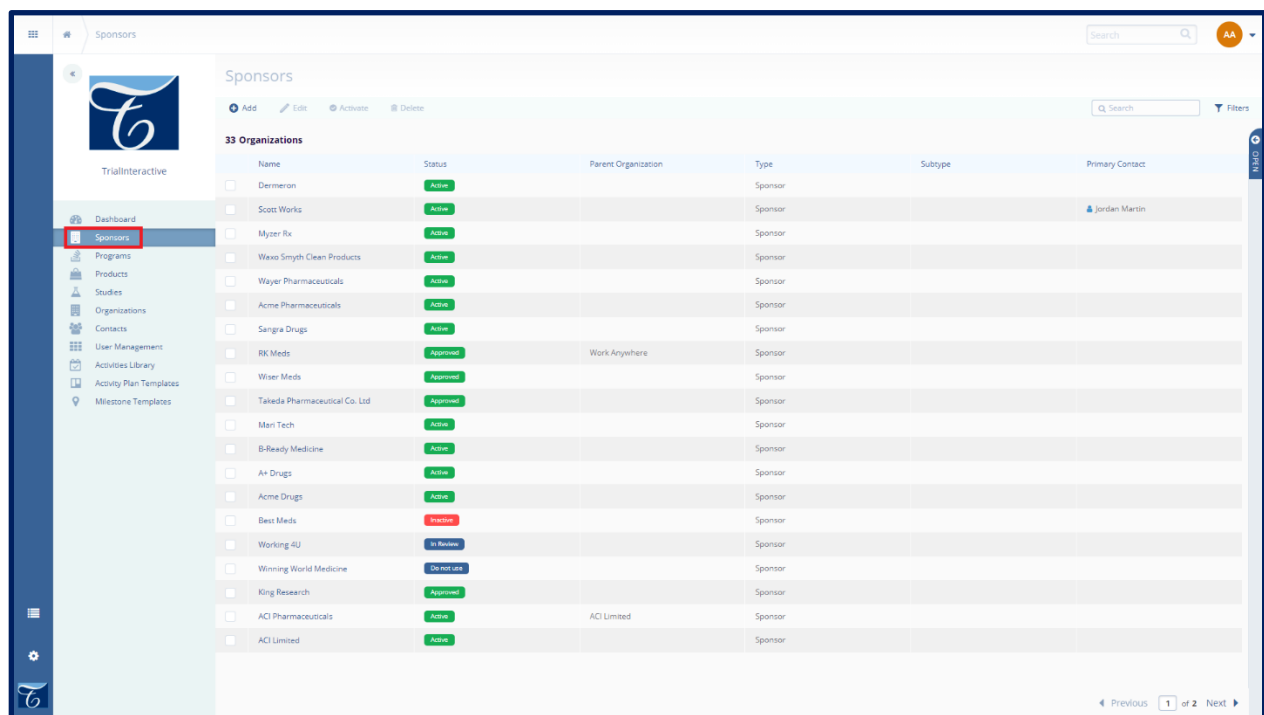 Sponsors
Search
AA
TrialInteractive
Dashboard
Sponsors
Programs
Products
Studies
Organizations
Contacts
User Management
Activities Library
Activity Plan Templates
Milestone Templates
Sponsors
Add Edit Activate Delete
Search Filters
OPEN
33 Organizations
Name Status Parent Organization Type Subtype Primary Contact
Dermeron Active Sponsor
Scott Works Active Sponsor Jordan Martin
Myzer Rx Active Sponsor
Waxo Smyth Clean Products Active Sponsor
Wayer Pharmaceuticals Active Sponsor
Acme Pharmaceuticals Active Sponsor
Sangra Drugs Active Sponsor
RK Meds Approved Work Anywhere Sponsor
Wiser Meds Approved Sponsor
Takeda Pharmaceutical Co. Ltd Approved Sponsor
Mari Tech Active Sponsor
B-Ready Medicine Active Sponsor
A+ Drugs Active Sponsor
Acme Drugs Active Sponsor
Best Meds Inactive Sponsor
Working 4U In Review Sponsor
Winning World Medicine Do not use Sponsor
King Research Approved Sponsor
ACI Pharmaceuticals Active ACI Limited Sponsor
ACI Limited Active Sponsor
Previous 1 of 2 Next